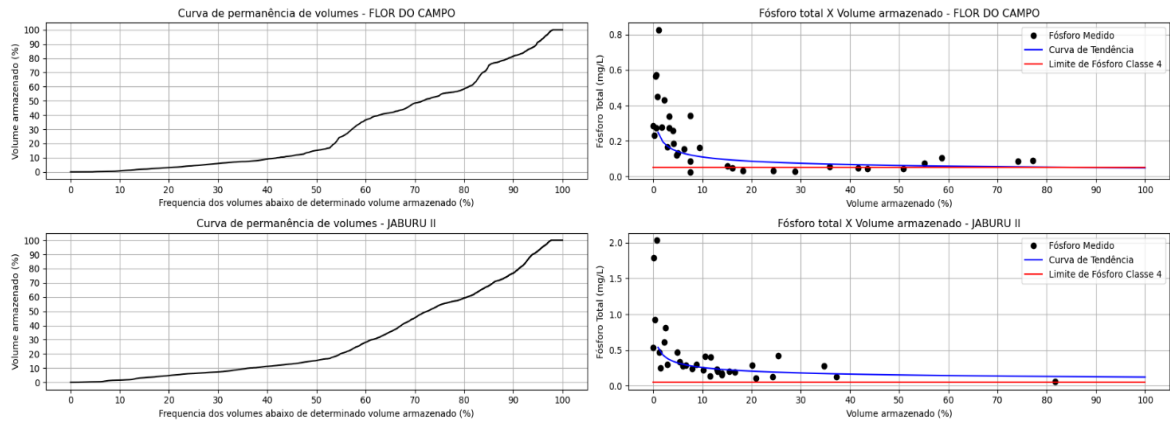 Curva de permanência de volumes - FLOR DO CAMPO
Volume armazenado (%)
100
90
80
70
60
50
40
30
20
10
0
0 10 20 30 40 50 60 70 80 90 100
Frequencia dos volumes abaixo de determinado volume armazenado (%)
Fósforo total X Volume armazenado - FLOR DO CAMPO
Fósforo Total (mg/L)
0.8
0.6
0.4
0.2
0.0
Fósforo Medido
Curva de Tendência
Limite de Fósforo Classe 4
0 10 20 30 40 50 60 70 80 90 100
Volume armazenado (%)
Curva de permanência de volumes - JABURU II
Volume armazenado (%)
100
90
80
70
60
50
40
30
20
10
0
0 10 20 30 40 50 60 70 80 90 100
Frequencia dos volumes abaixo de determinado volume armazenado (%)
Fósforo total X Volume armazenado - JABURU II
Fósforo Total (mg/L)
2.0
1.5
1.0
0.5
0.0
Fósforo Medido
Curva de Tendência
Limite de Fósforo Classe 4
0 10 20 30 40 50 60 70 80 90 100
Volume armazenado (%)